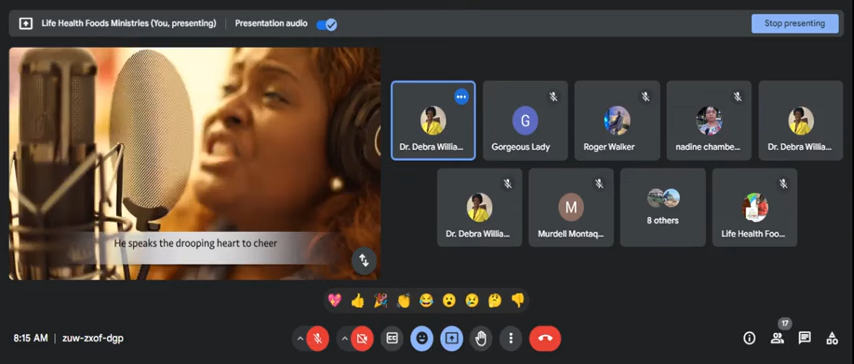 Life Health Foods Ministries (You, presenting)
Presentation audio
Stop presenting
He speaks the drooping heart to cheer
Dr. Debra Willia...
G
Gorgeous Lady
Roger Walker
nadine chambe...
Dr. Debra Willia...
Dr. Debra Willia...
M
Murdell Montaq...
8 others
Life Health Foo...
8:15 AM | zuw-zxof-dgp
CC
17